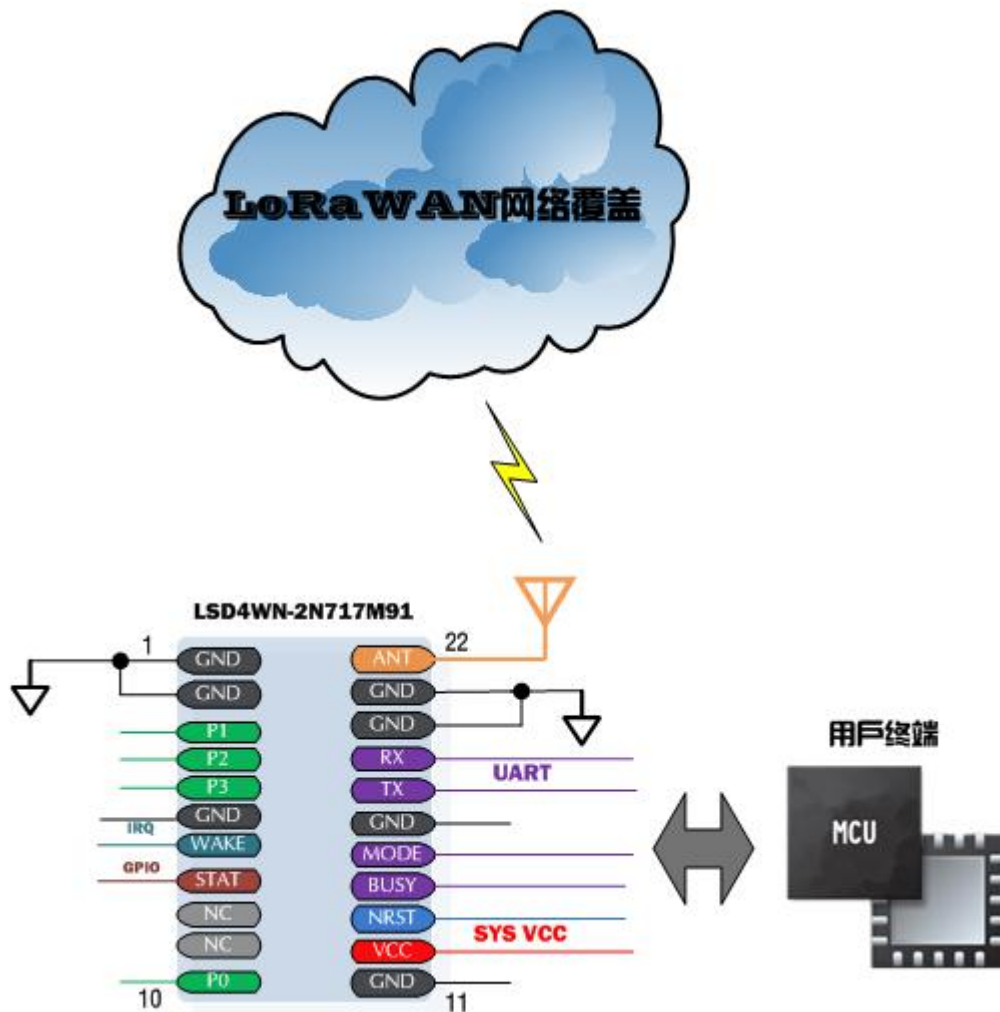 LoRaWAN网络覆盖
LSD4WN-2N717M91
1
22
GND
ANT
GND
GND
P1
GND
P2
RX
UART
P3
TX
GND
GND
IRQ
WAKE
MODE
GPIO
STAT
BUSY
NC
NRST
SYS VCC
NC
VCC
P0
GND
10
11
用戶终端
MCU